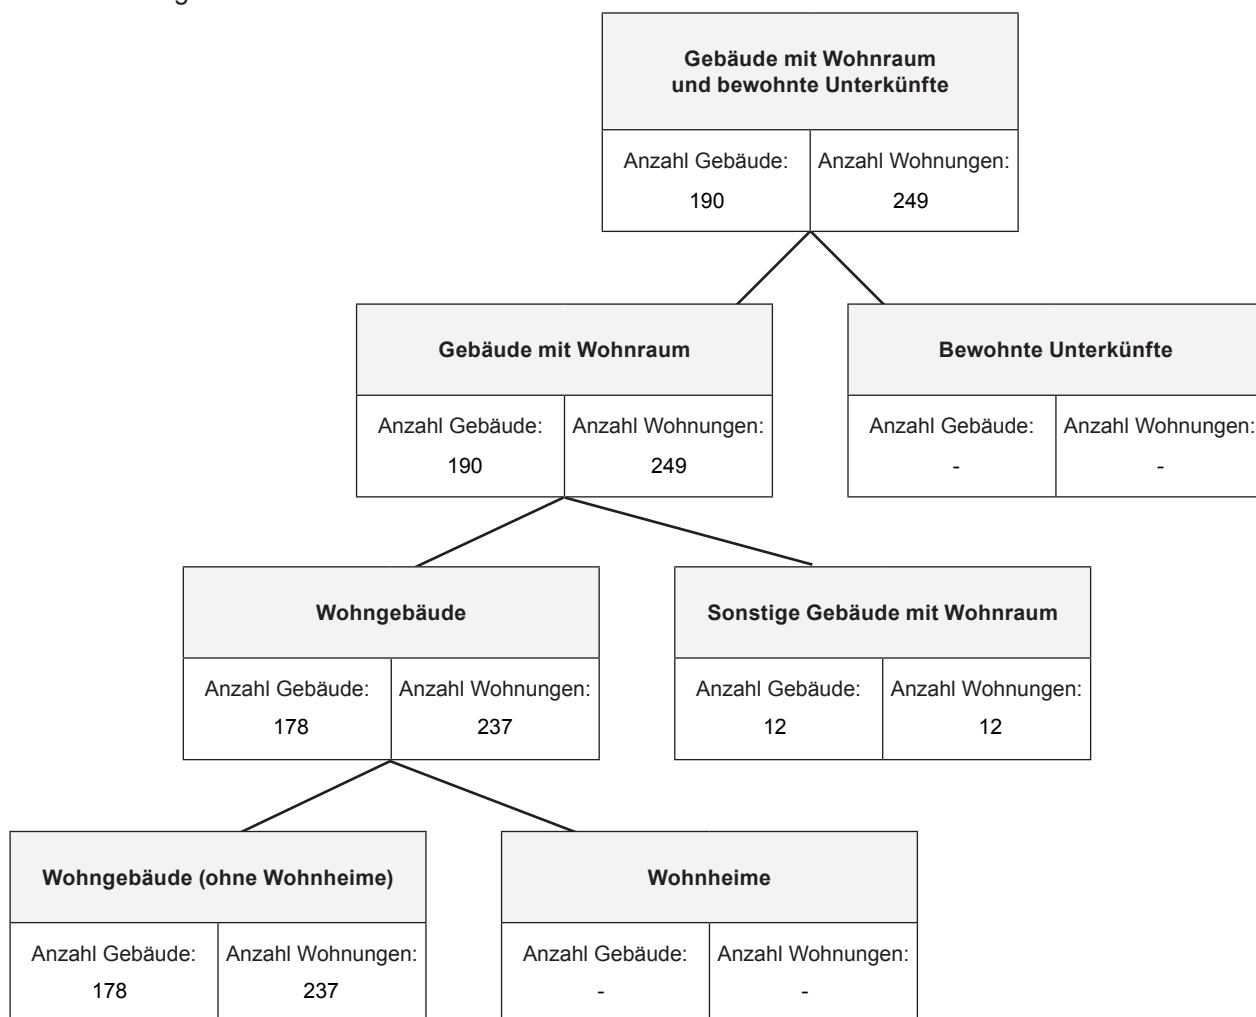 Gebäude mit Wohnraum
und bewohnte Unterkünfte
Anzahl Gebäude: Anzahl Wohnungen:
190 249
Gebäude mit Wohnraum
Bewohnte Unterkünfte
Anzahl Gebäude: Anzahl Wohnungen:
190 249
Anzahl Gebäude: Anzahl Wohnungen:
- -
Wohngebäude
Sonstige Gebäude mit Wohnraum
Anzahl Gebäude: Anzahl Wohnungen:
178 237
Anzahl Gebäude: Anzahl Wohnungen:
12 12
Wohngebäude (ohne Wohnheime)
Wohnheime
Anzahl Gebäude: Anzahl Wohnungen:
178 237
Anzahl Gebäude: Anzahl Wohnungen:
- -